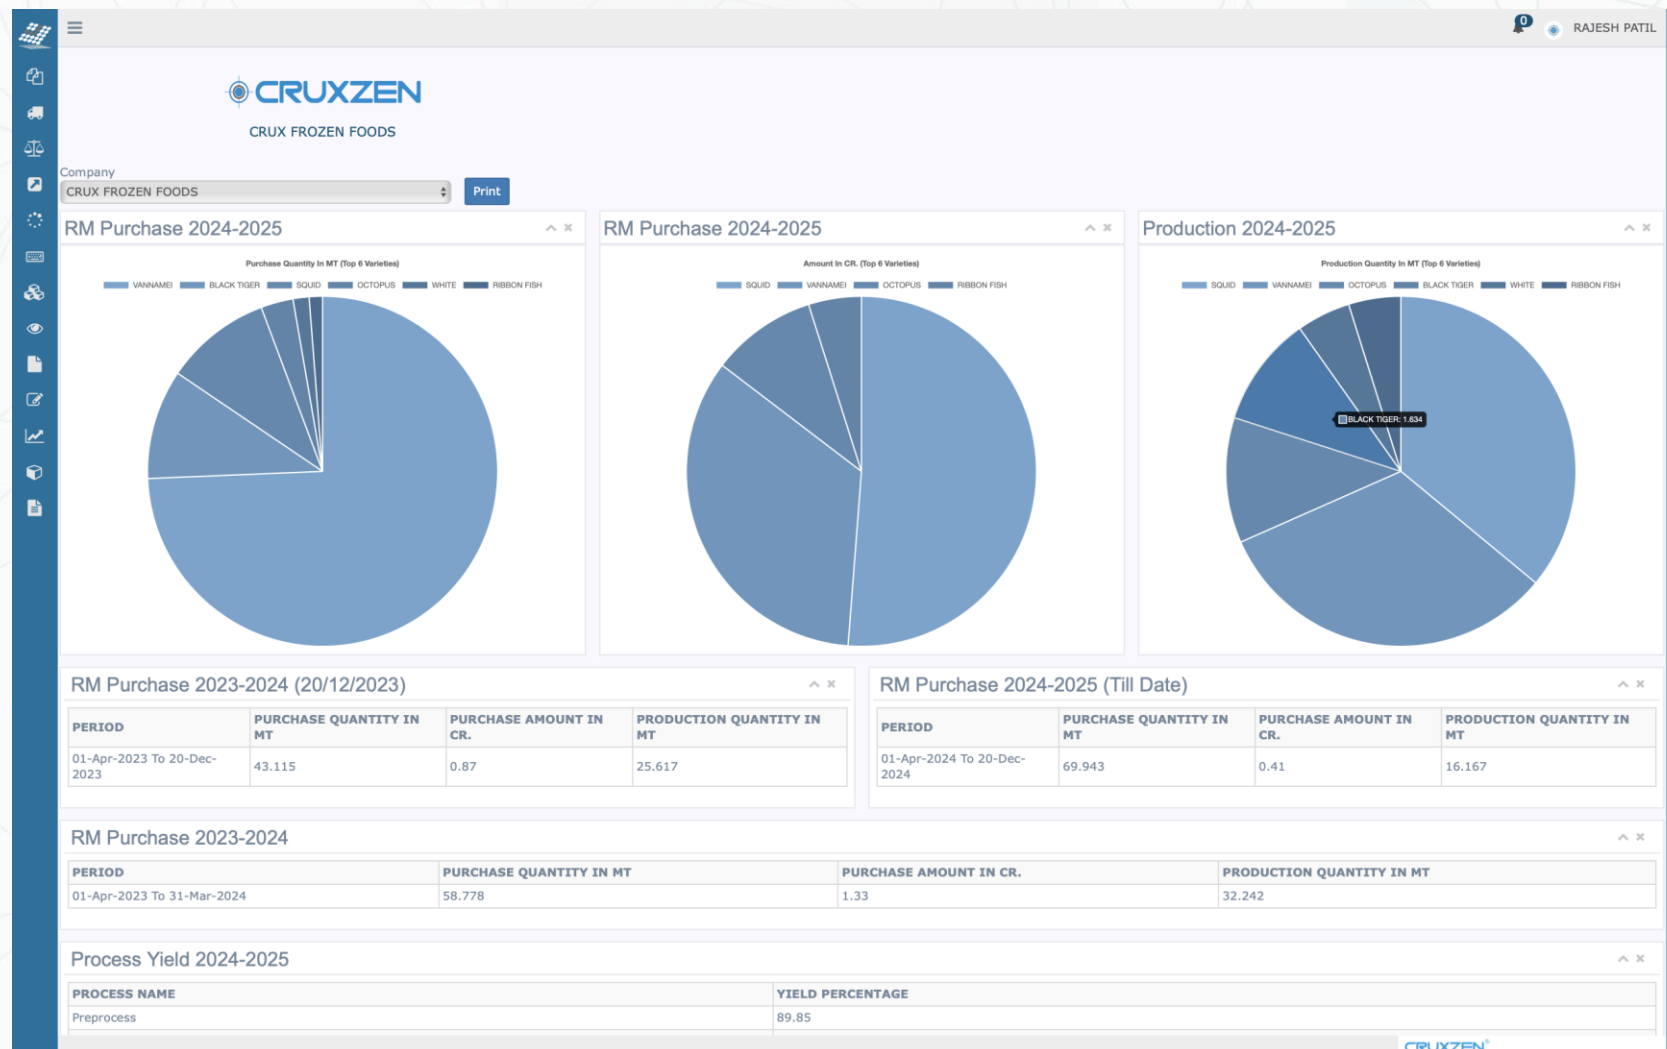 0
RAJESH PATIL
CRUXZEN
CRUX FROZEN FOODS
Company
CRUX FROZEN FOODS
Print
RM Purchase 2024-2025
Purchase Quantity In MT (Top 6 Varieties)
VANNAMEI BLACK TIGER SQUID OCTOPUS WHITE RIBBON FISH
RM Purchase 2024-2025
Amount In CR. (Top 6 Varieties)
SQUID VANNAMEI OCTOPUS RIBBON FISH
Production 2024-2025
Production Quantity In MT (Top 6 Varieties)
SQUID VANNAMEI OCTOPUS BLACK TIGER WHITE RIBBON FISH
BLACK TIGER: 1.634
RM Purchase 2023-2024 (20/12/2023)
PERIOD PURCHASE QUANTITY IN MT PURCHASE AMOUNT IN CR. PRODUCTION QUANTITY IN MT
01-Apr-2023 To 20-Dec-2023 43.115 0.87 25.617
RM Purchase 2024-2025 (Till Date)
PERIOD PURCHASE QUANTITY IN MT PURCHASE AMOUNT IN CR. PRODUCTION QUANTITY IN MT
01-Apr-2024 To 20-Dec-2024 69.943 0.41 16.167
RM Purchase 2023-2024
PERIOD PURCHASE QUANTITY IN MT PURCHASE AMOUNT IN CR. PRODUCTION QUANTITY IN MT
01-Apr-2023 To 31-Mar-2024 58.778 1.33 32.242
Process Yield 2024-2025
PROCESS NAME YIELD PERCENTAGE
Preprocess 89.85
CRUXZEN®